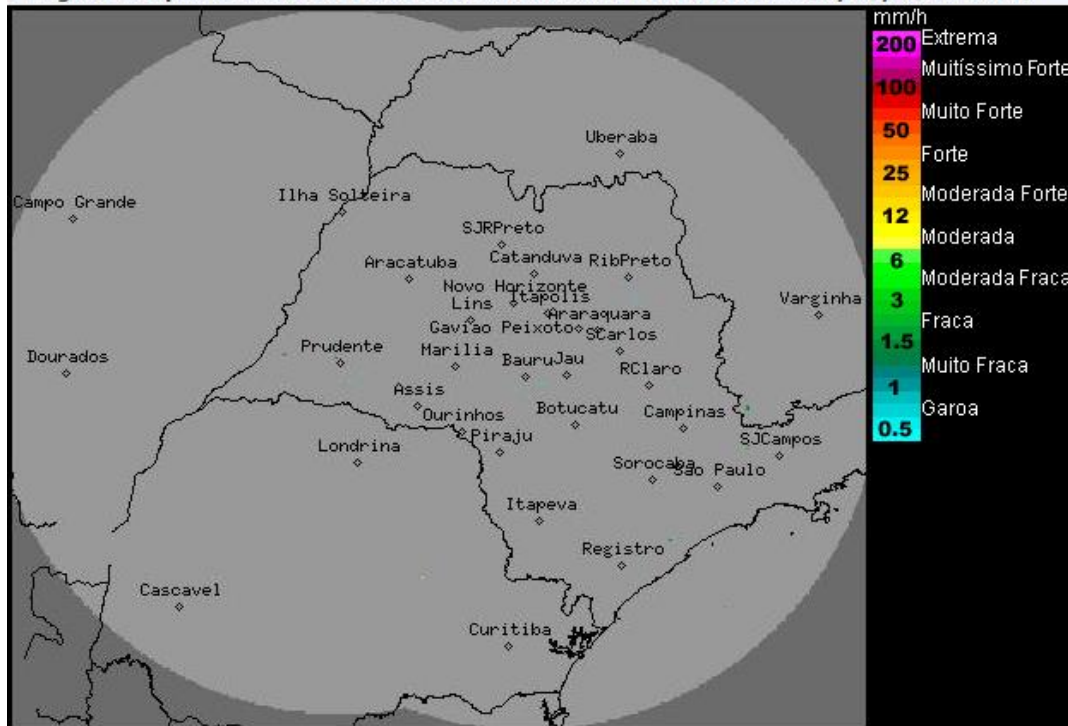 mm/h
200 Extrema
Muitíssimo Forte
100
Muito Forte
50
Forte
25
Moderada Forte
12
Moderada
6
Moderada Fraca
3
Fraca
1.5
Muito Fraca
1
Garoa
0.5
Uberaba
Campo Grande
Ilha Solteira
SJRPreto
Catanduva
RibPreto
Aracatuba
Novo Horizonte
Itapolis
Lins
Araraquara
Varginha
Gaviao Peixoto
SCarlos
Prudente
Marilia
Dourados
Bauru
Jau
RClaro
Assis
Ourinhos
Botucatu
Campinas
Piraju
Londrina
SJCampos
Sorocaba
Sao Paulo
Itapeva
Registro
Cascavel
Curitiba